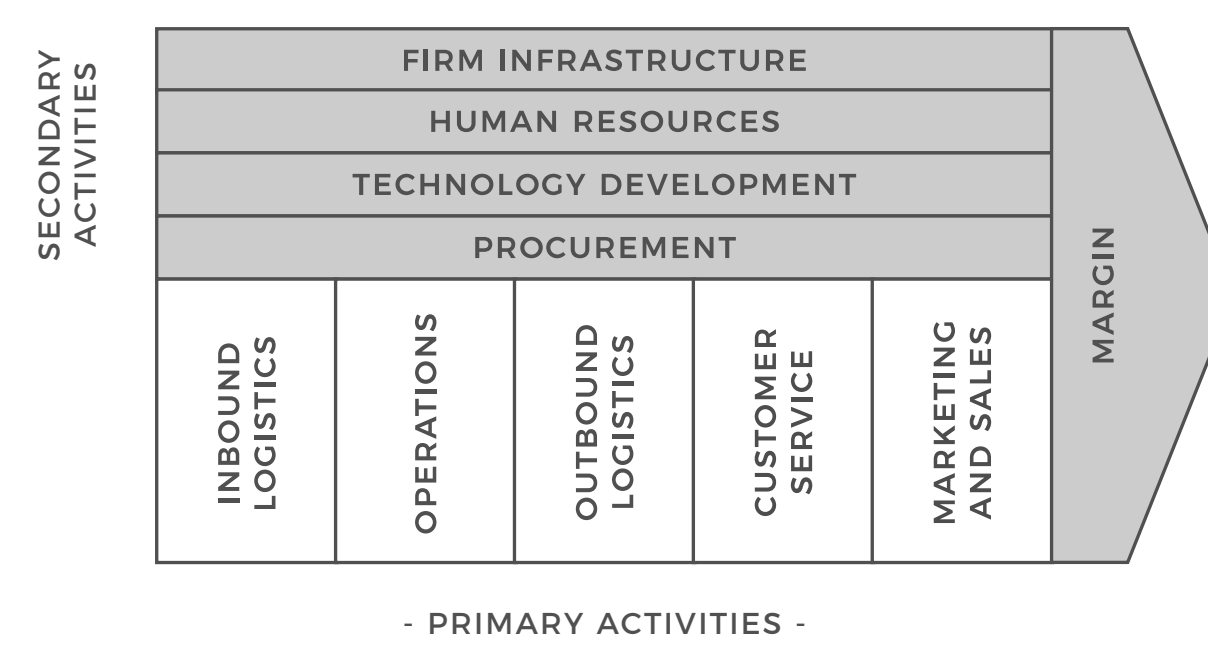 SECONDARY
ACTIVITIES
FIRM INFRASTRUCTURE
HUMAN RESOURCES
TECHNOLOGY DEVELOPMENT
PROCUREMENT
INBOUND
LOGISTICS
OPERATIONS
OUTBOUND
LOGISTICS
CUSTOMER
SERVICE
MARKETING
AND SALES
MARGIN
- PRIMARY ACTIVITIES -